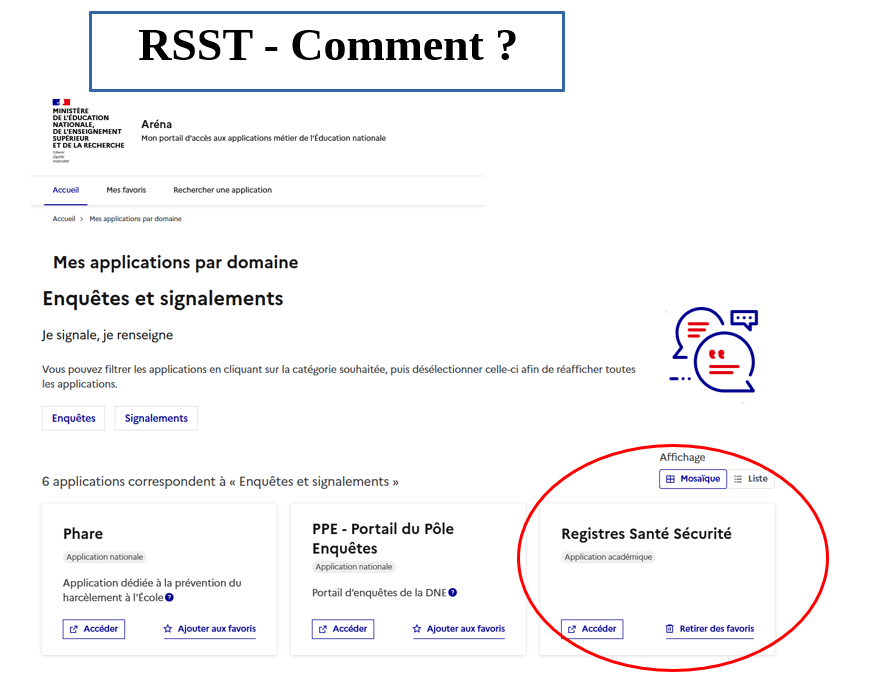 RSST - Comment ?
MINISTÈRE
DE L'ÉDUCATION
NATIONALE,
DE L'ENSEIGNEMENT
SUPÉRIEUR
ET DE LA RECHERCHE
Liberté
Égalité
Fraternité
Aréna
Mon portail d'accès aux applications métier de l'Éducation nationale
Accueil Mes favoris Rechercher une application
Accueil > Mes applications par domaine
Mes applications par domaine
Enquêtes et signalements
Je signale, je renseigne
Vous pouvez filtrer les applications en cliquant sur la catégorie souhaitée, puis désélectionner celle-ci afin de réafficher toutes
les applications.
Enquêtes Signalements
Affichage
6 applications correspondent à « Enquêtes et signalements »
Mosaïque Liste
Phare
Application nationale
Application dédiée à la prévention du
harcèlement à l'École ?
Accéder Ajouter aux favoris
PPE - Portail du Pôle
Enquêtes
Application nationale
Portail d'enquêtes de la DNE ?
Accéder Ajouter aux favoris
Registres Santé Sécurité
Application académique
Accéder Retirer des favoris